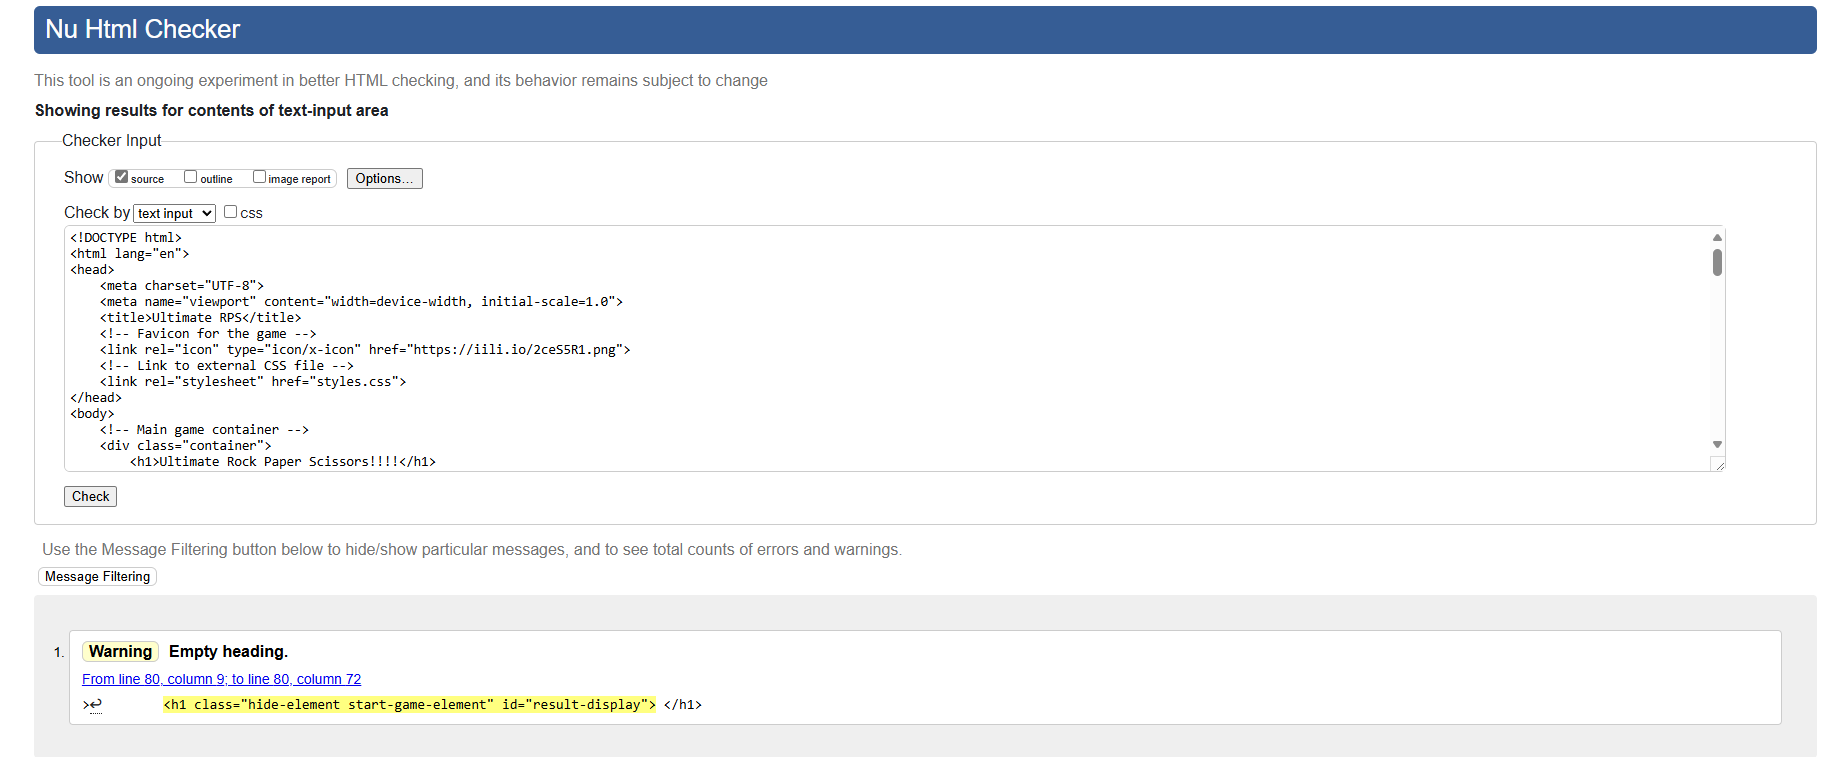 Nu Html Checker
This tool is an ongoing experiment in better HTML checking, and its behavior remains subject to change
Showing results for contents of text-input area
Checker Input
Show source outline image report Options...
Check by text input css
<!DOCTYPE html>
<html lang="en">
<head>
    <meta charset="UTF-8">
    <meta name="viewport" content="width=device-width, initial-scale=1.0">
    <title>Ultimate RPS</title>
    <!-- Favicon for the game -->
    <link rel="icon" type="icon/x-icon" href="https://iili.io/2ceS5R1.png">
    <!-- Link to external CSS file -->
    <link rel="stylesheet" href="styles.css">
</head>
<body>
    <!-- Main game container -->
    <div class="container">
        <h1>Ultimate Rock Paper Scissors!!!!</h1>
Check
Use the Message Filtering button below to hide/show particular messages, and to see total counts of errors and warnings.
Message Filtering
1. Warning Empty heading.
From line 80, column 9; to line 80, column 72
>↩        <h1 class="hide-element start-game-element" id="result-display"> </h1>